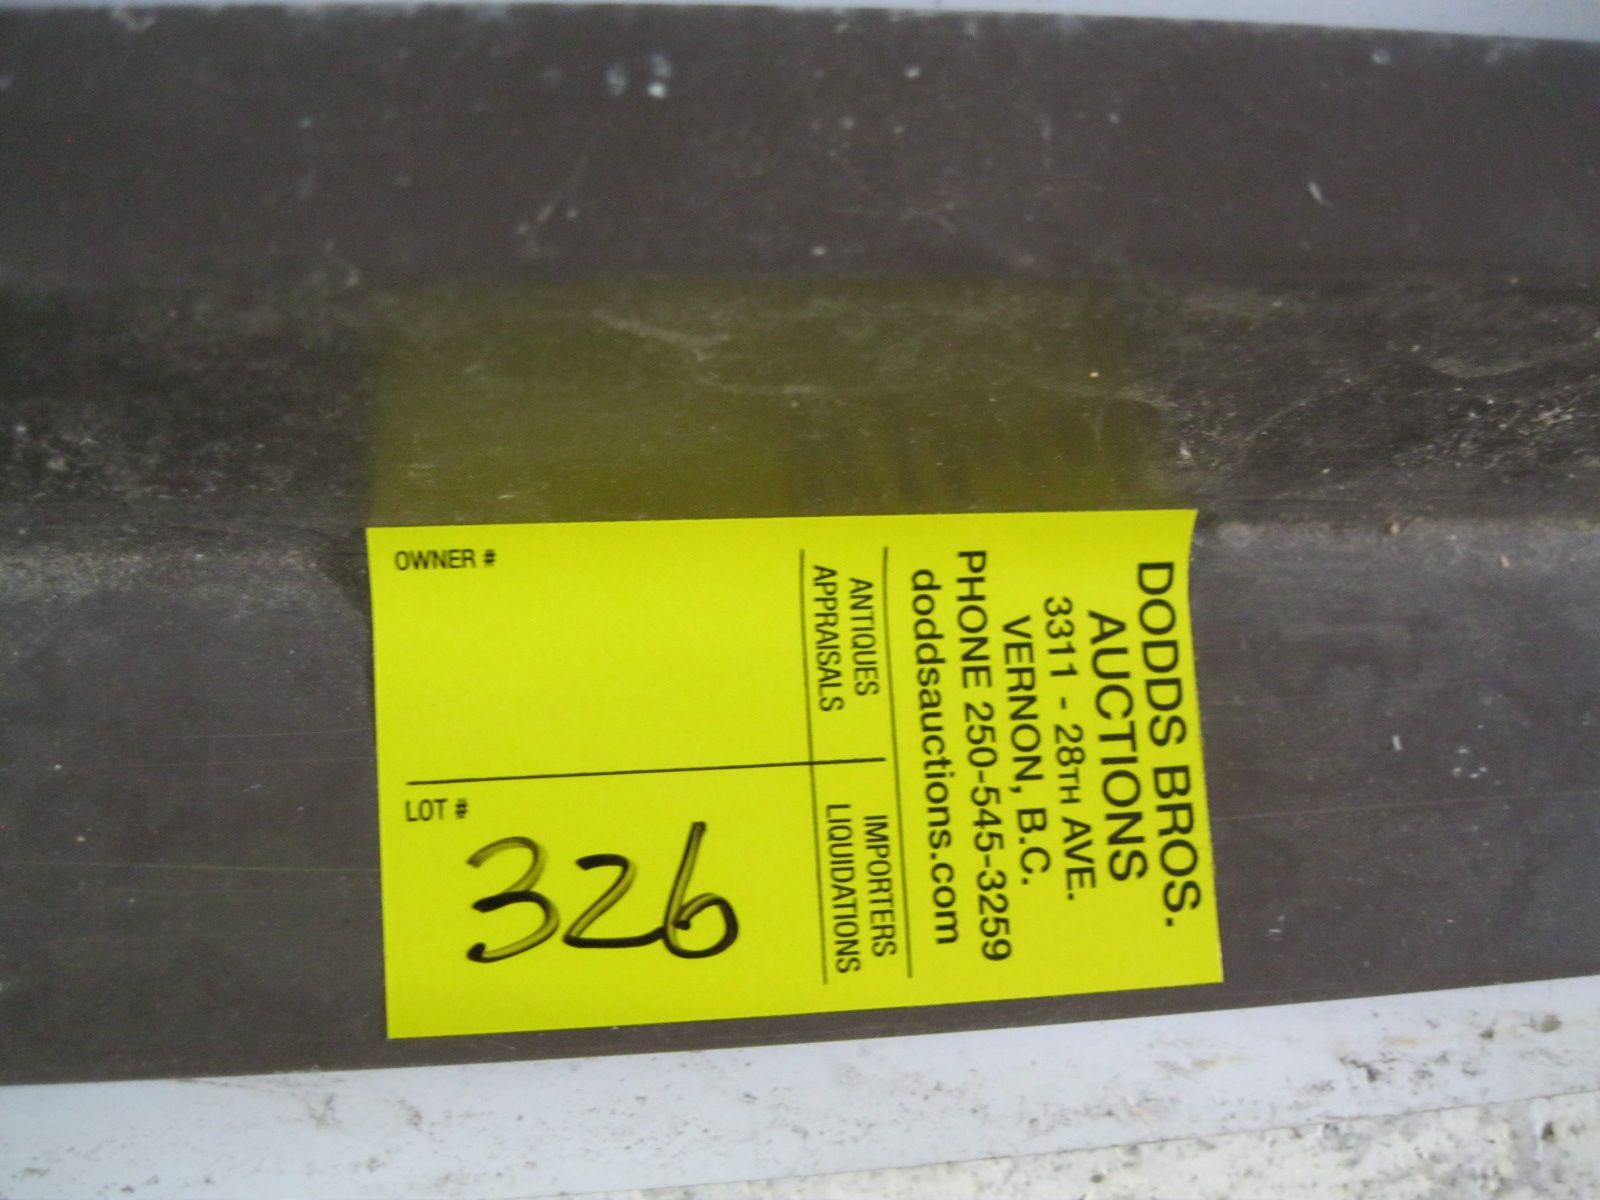 DODDS BROS.
AUCTIONS
3311 - 28TH AVE.
VERNON, B.C.
PHONE 250-545-3259
doddsauctions.com
ANTIQUES IMPORTERS
APPRAISALS LIQUIDATIONS
OWNER #
LOT #
326